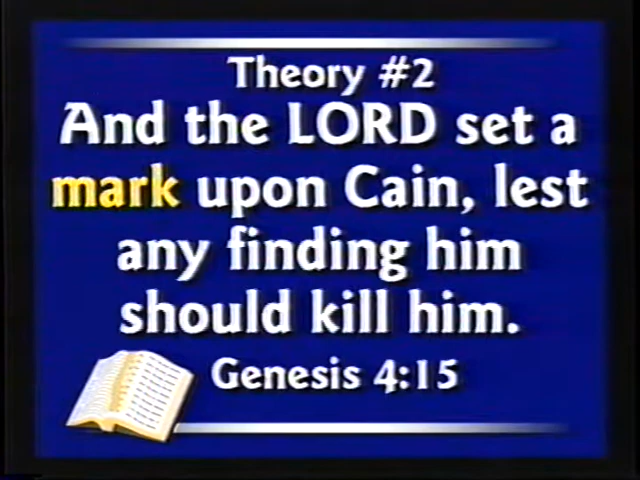 Theory #2
And the LORD set a
mark upon Cain, lest
any finding him
should kill him.
Genesis 4:15